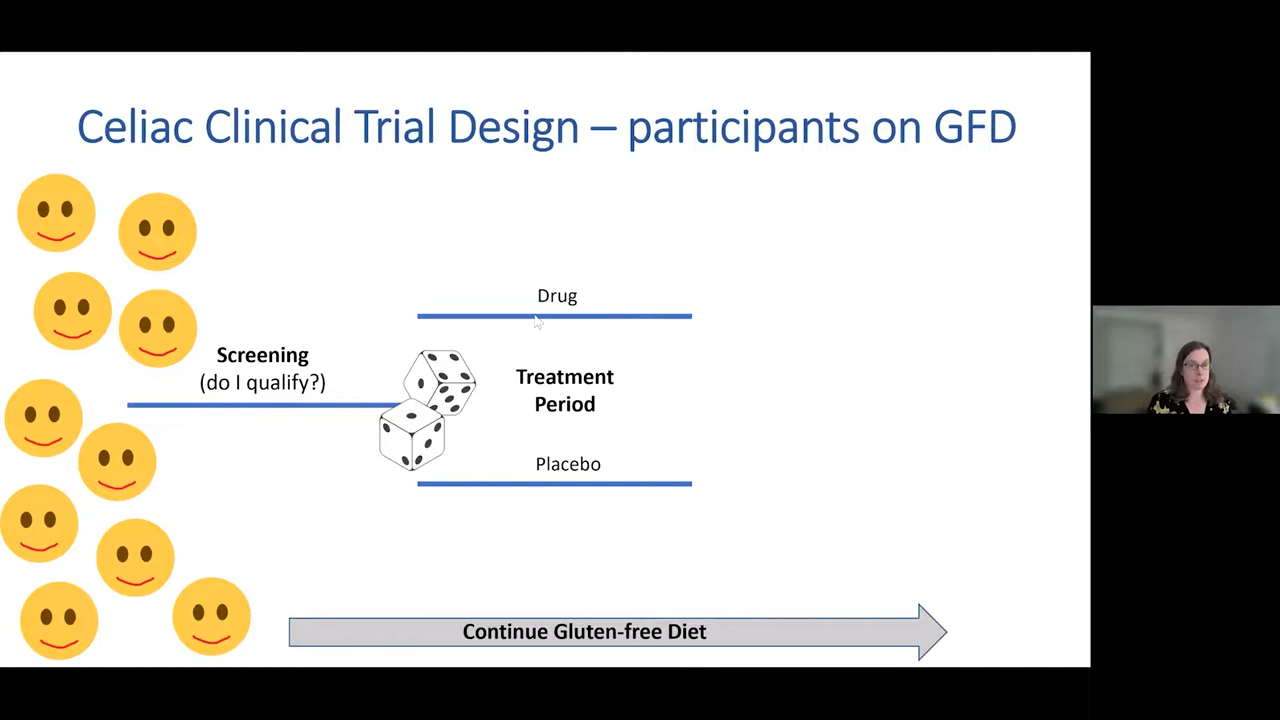 Celiac Clinical Trial Design – participants on GFD
Drug
Screening
(do I qualify?)
Treatment
Period
Placebo
Continue Gluten-free Diet